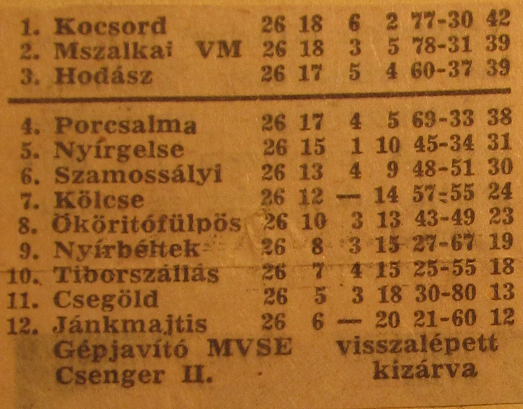 1. Kocsord 26 18 6 2 77-30 42
2. Mszalkai VM 26 18 3 5 78-31 39
3. Hodász 26 17 5 4 60-37 39
4. Porcsalma 26 17 4 5 69-33 38
5. Nyírgelse 26 15 1 10 45-34 31
6. Szamossályi 26 13 4 9 48-51 30
7. Kölcse 26 12 — 14 57-55 24
8. Ököritófülpös 26 10 3 13 43-49 23
9. Nyírbéltek 26 8 3 15 27-67 19
10. Tiborszállás 26 7 4 15 25-55 18
11. Csegöld 26 5 3 18 30-80 13
12. Jánkmajtis 26 6 — 20 21-60 12
Gépjavító MVSE visszalépett
Csenger II. kizárva